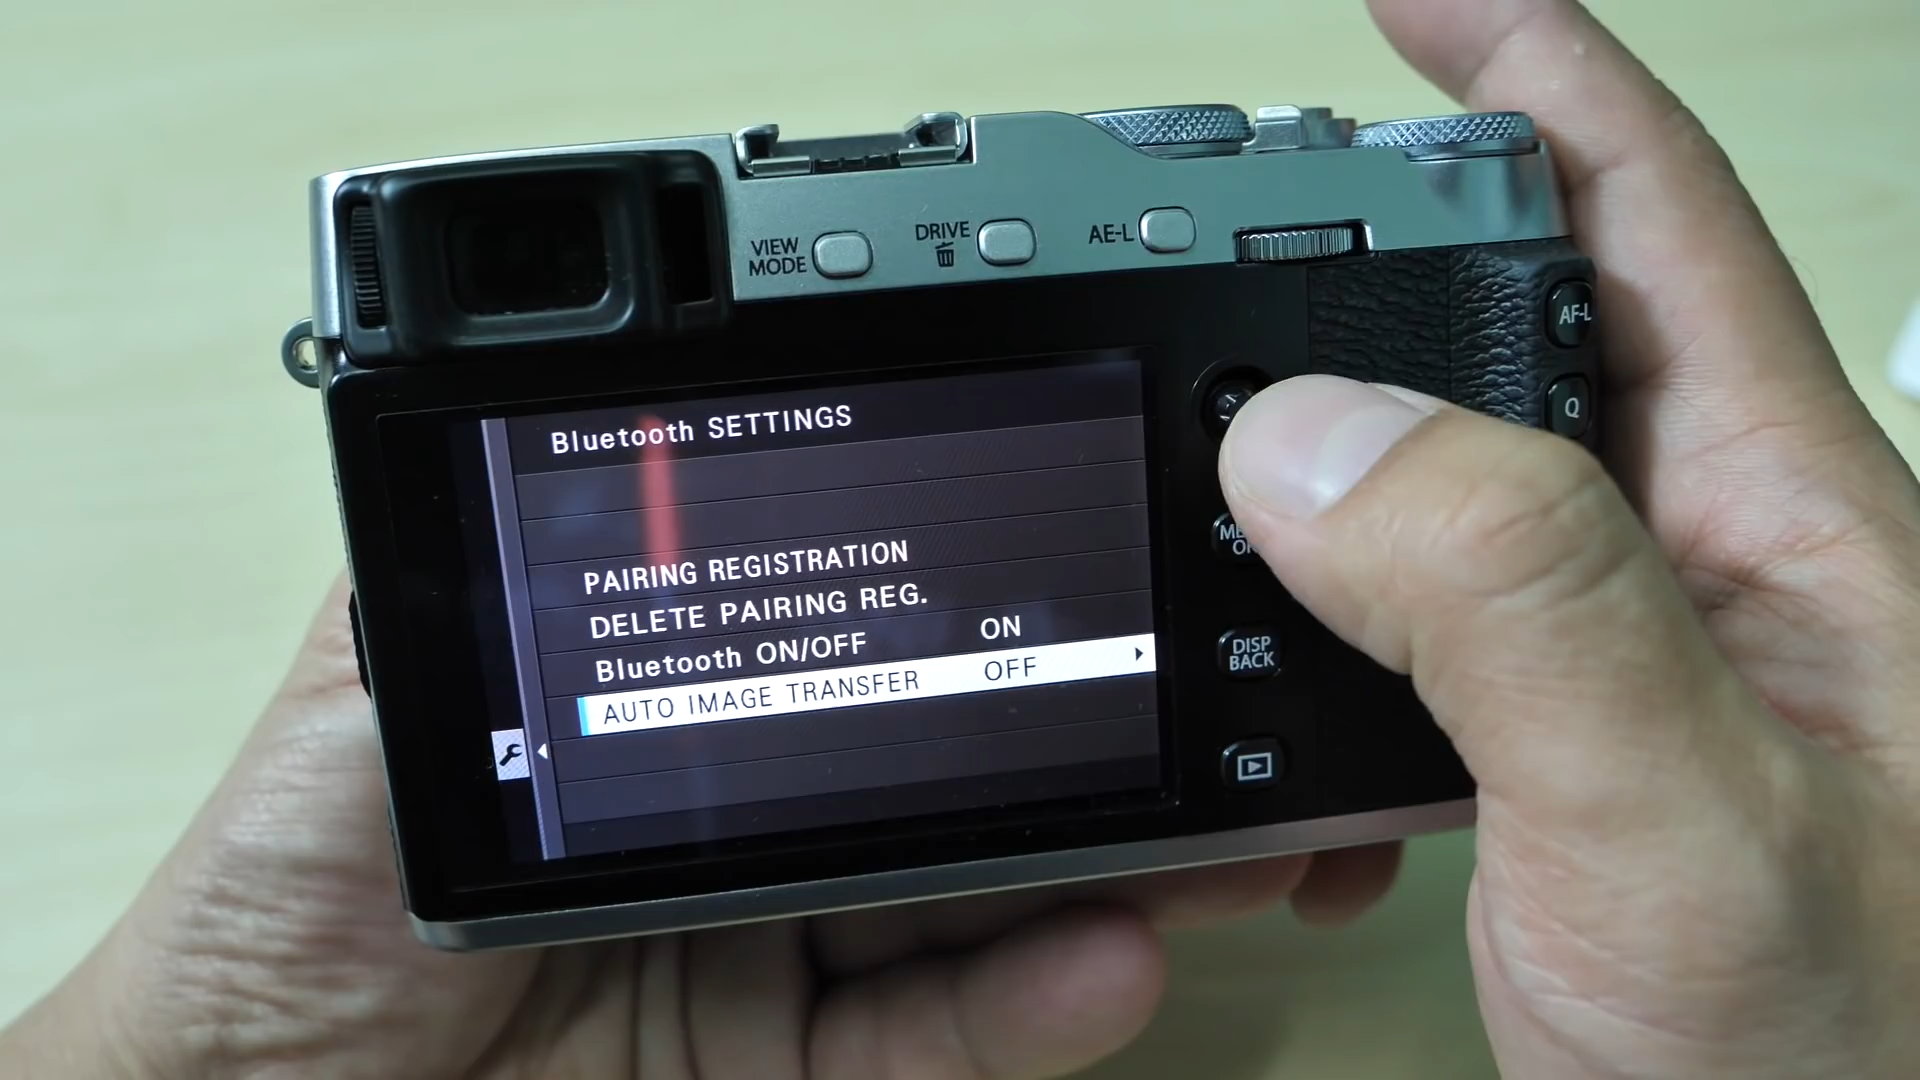 VIEW
MODE
DRIVE
AE-L
AF-L
Q
Bluetooth SETTINGS
PAIRING REGISTRATION
DELETE PAIRING REG.
Bluetooth ON/OFF ON
AUTO IMAGE TRANSFER OFF
DISP
BACK